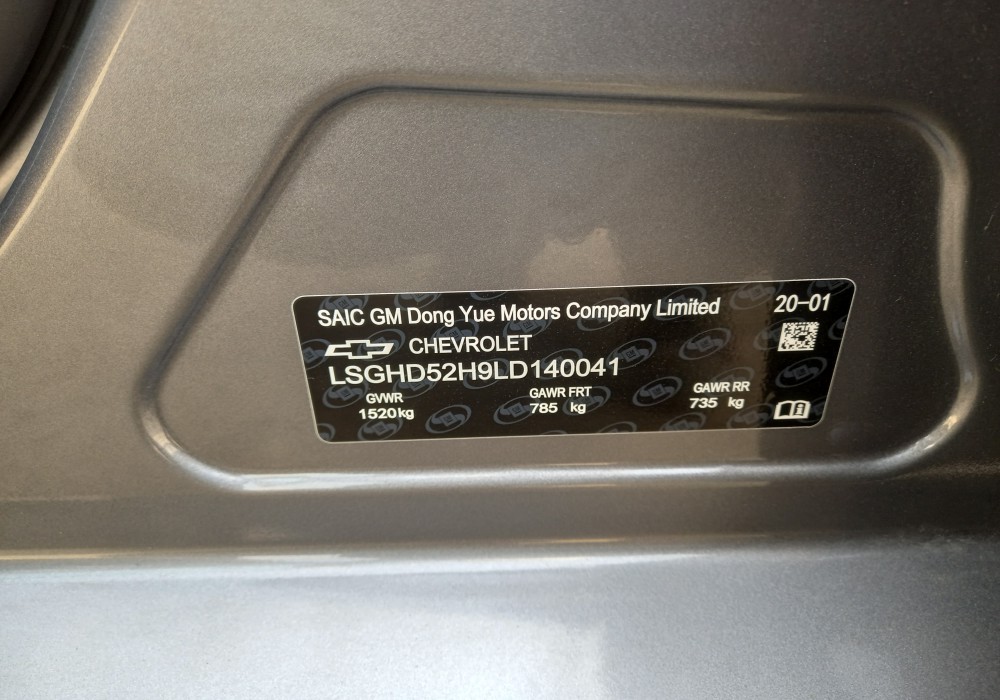 SAIC GM Dong Yue Motors Company Limited 20-01
CHEVROLET
LSGHD52H9LD140041
GVWR GAWR FRT GAWR RR
1520kg 785 kg 735 kg